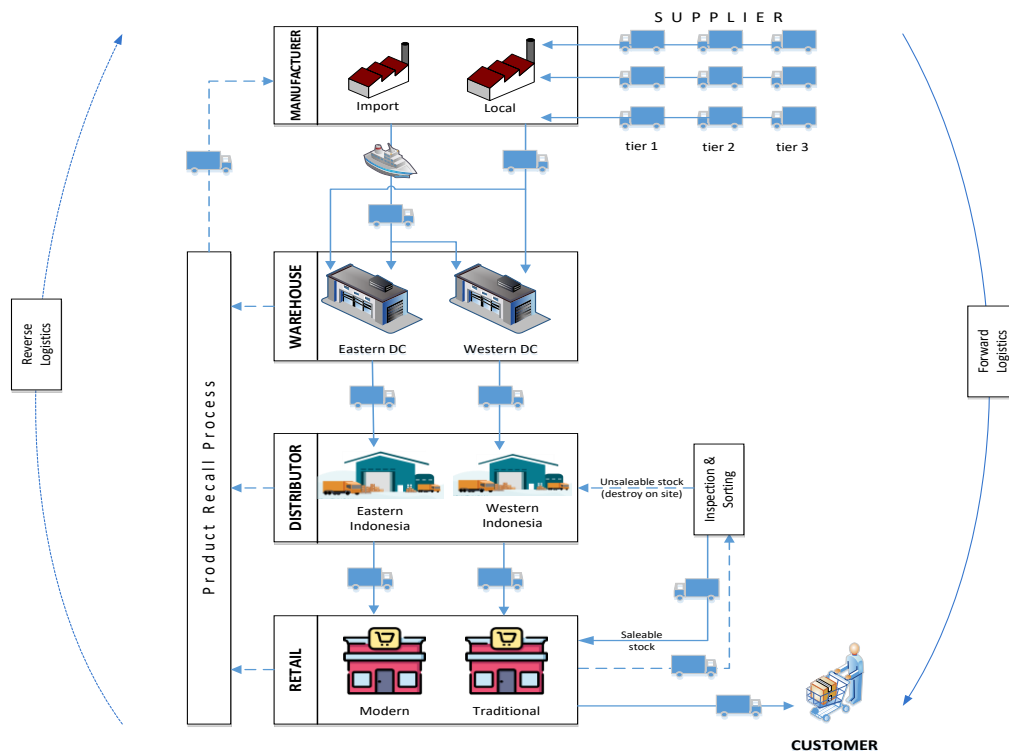 S U P P L I E R
MANUFACTURER
Import
Local
tier 1
tier 2
tier 3
WAREHOUSE
Eastern DC
Western DC
Reverse
Logistics
Forward
Logistics
Product Recall Process
DISTRIBUTOR
Eastern
Indonesia
Western
Indonesia
Unsaleable stock
(destroy on site)
Inspection &
Sorting
RETAIL
Modern
Traditional
Saleable
stock
CUSTOMER